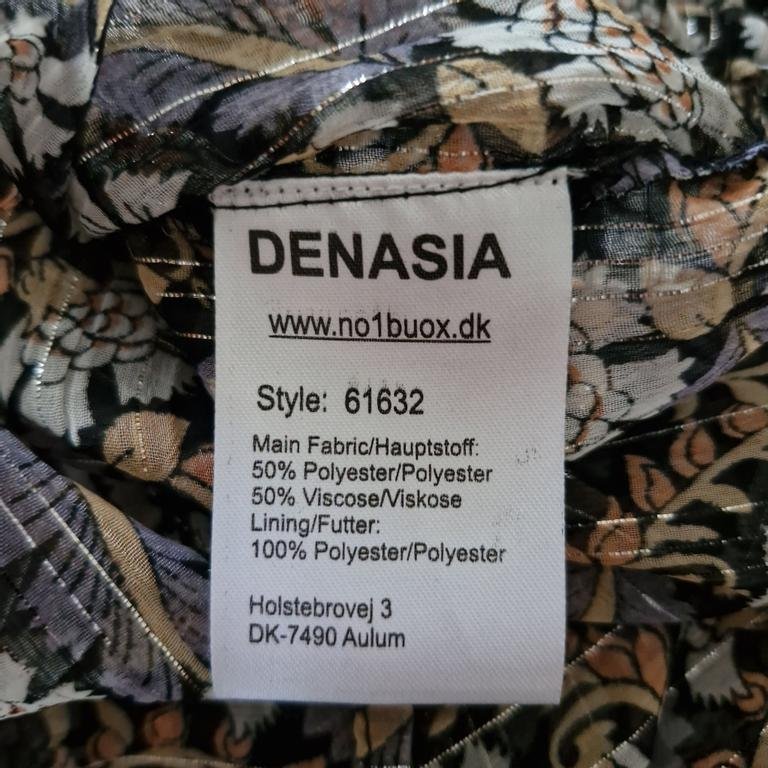 DENASIA
www.no1buox.dk
Style: 61632
Main Fabric/Hauptstoff:
50% Polyester/Polyester
50% Viscose/Viskose
Lining/Futter:
100% Polyester/Polyester
Holstebrovej 3
DK-7490 Aulum